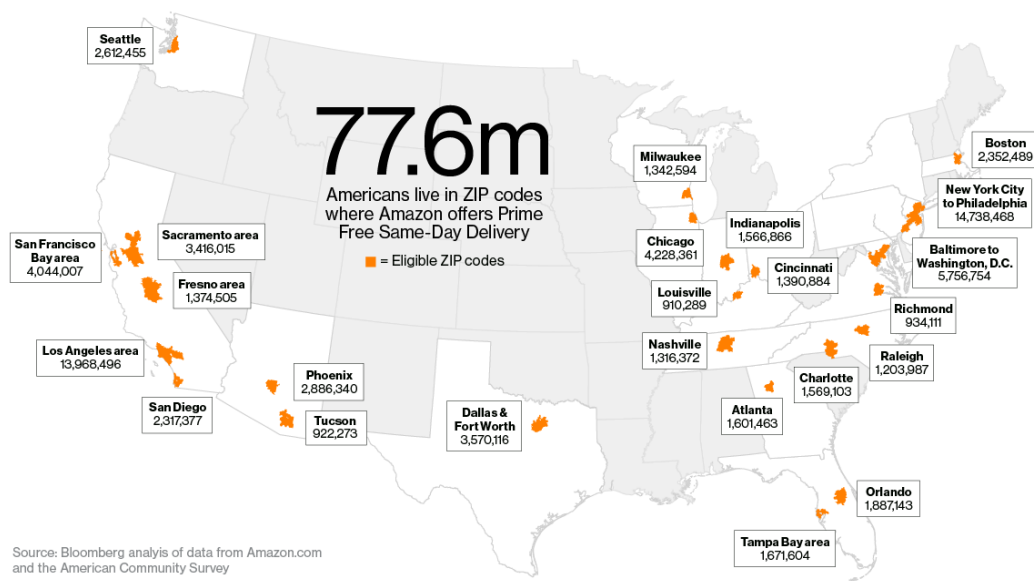 Seattle
2,612,455
77.6m
Americans live in ZIP codes
where Amazon offers Prime
Free Same-Day Delivery
= Eligible ZIP codes
Milwaukee
1,342,594
Boston
2,352,489
New York City
to Philadelphia
14,738,468
Indianapolis
1,566,866
Sacramento area
3,416,015
San Francisco
Bay area
4,044,007
Chicago
4,228,361
Baltimore to
Washington, D.C.
5,756,754
Cincinnati
1,390,884
Fresno area
1,374,505
Louisville
910,289
Richmond
934,111
Los Angeles area
13,968,496
Nashville
1,316,372
Raleigh
1,203,987
Phoenix
2,886,340
Charlotte
1,569,103
San Diego
2,317,377
Tucson
922,273
Dallas &
Fort Worth
3,570,116
Atlanta
1,601,463
Orlando
1,887,143
Tampa Bay area
1,671,604
Source: Bloomberg analyis of data from Amazon.com
and the American Community Survey